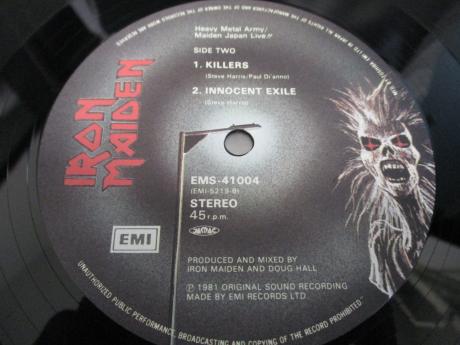 Heavy Metal Army/
Maiden Japan Live!!
SIDE TWO
1. KILLERS
(Steve Harris/Paul Di'anno)
2. INNOCENT EXILE
(Steve Harris)
IRON
MAIDEN
EMS-41004
(EMI-5219-B)
STEREO
45 r.p.m.
JASRAC
EMI
PRODUCED AND MIXED BY
IRON MAIDEN AND DOUG HALL
Ⓟ 1981 ORIGINAL SOUND RECORDING
MADE BY EMI RECORDS LTD.
UNAUTHORIZED PUBLIC PERFORMANCE, BROADCASTING AND COPYING OF THE RECORD PROHIBITED